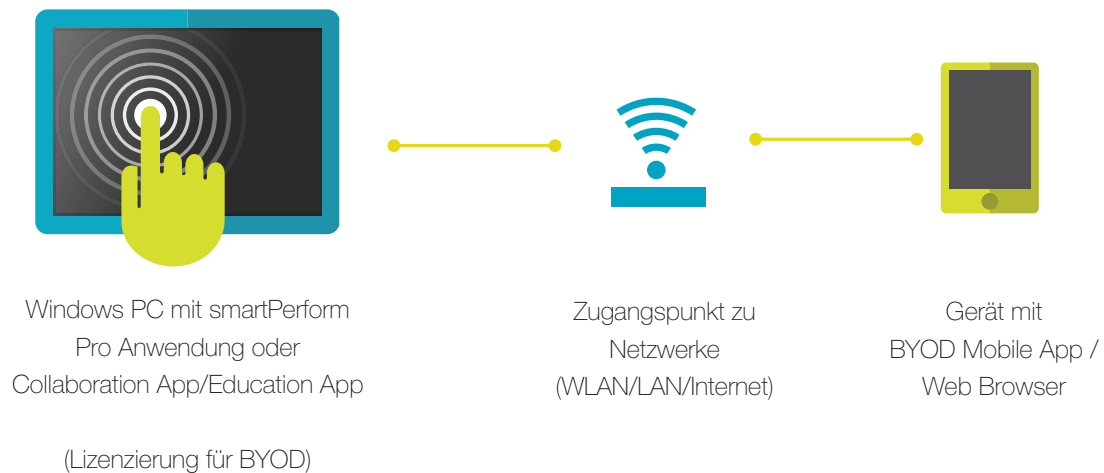 Windows PC mit smartPerform
Pro Anwendung oder
Collaboration App/Education App
(Lizenzierung für BYOD)
Zugangspunkt zu
Netzwerke
(WLAN/LAN/Internet)
Gerät mit
BYOD Mobile App /
Web Browser